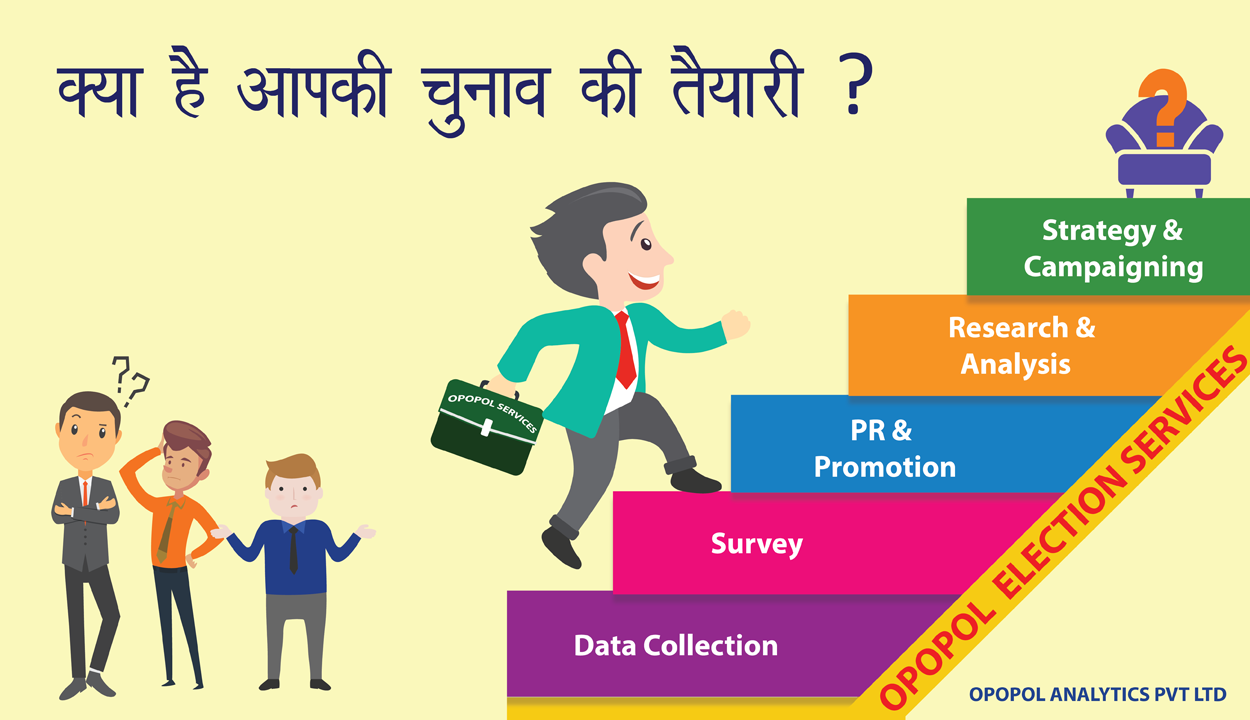 क्या है आपकी चुनाव की तैयारी ?
?
Strategy &
Campaigning
Research &
Analysis
PR &
Promotion
Survey
Data Collection
OPOPOL SERVICES
??
OPOPOL ELECTION SERVICES
OPOPOL ANALYTICS PVT LTD